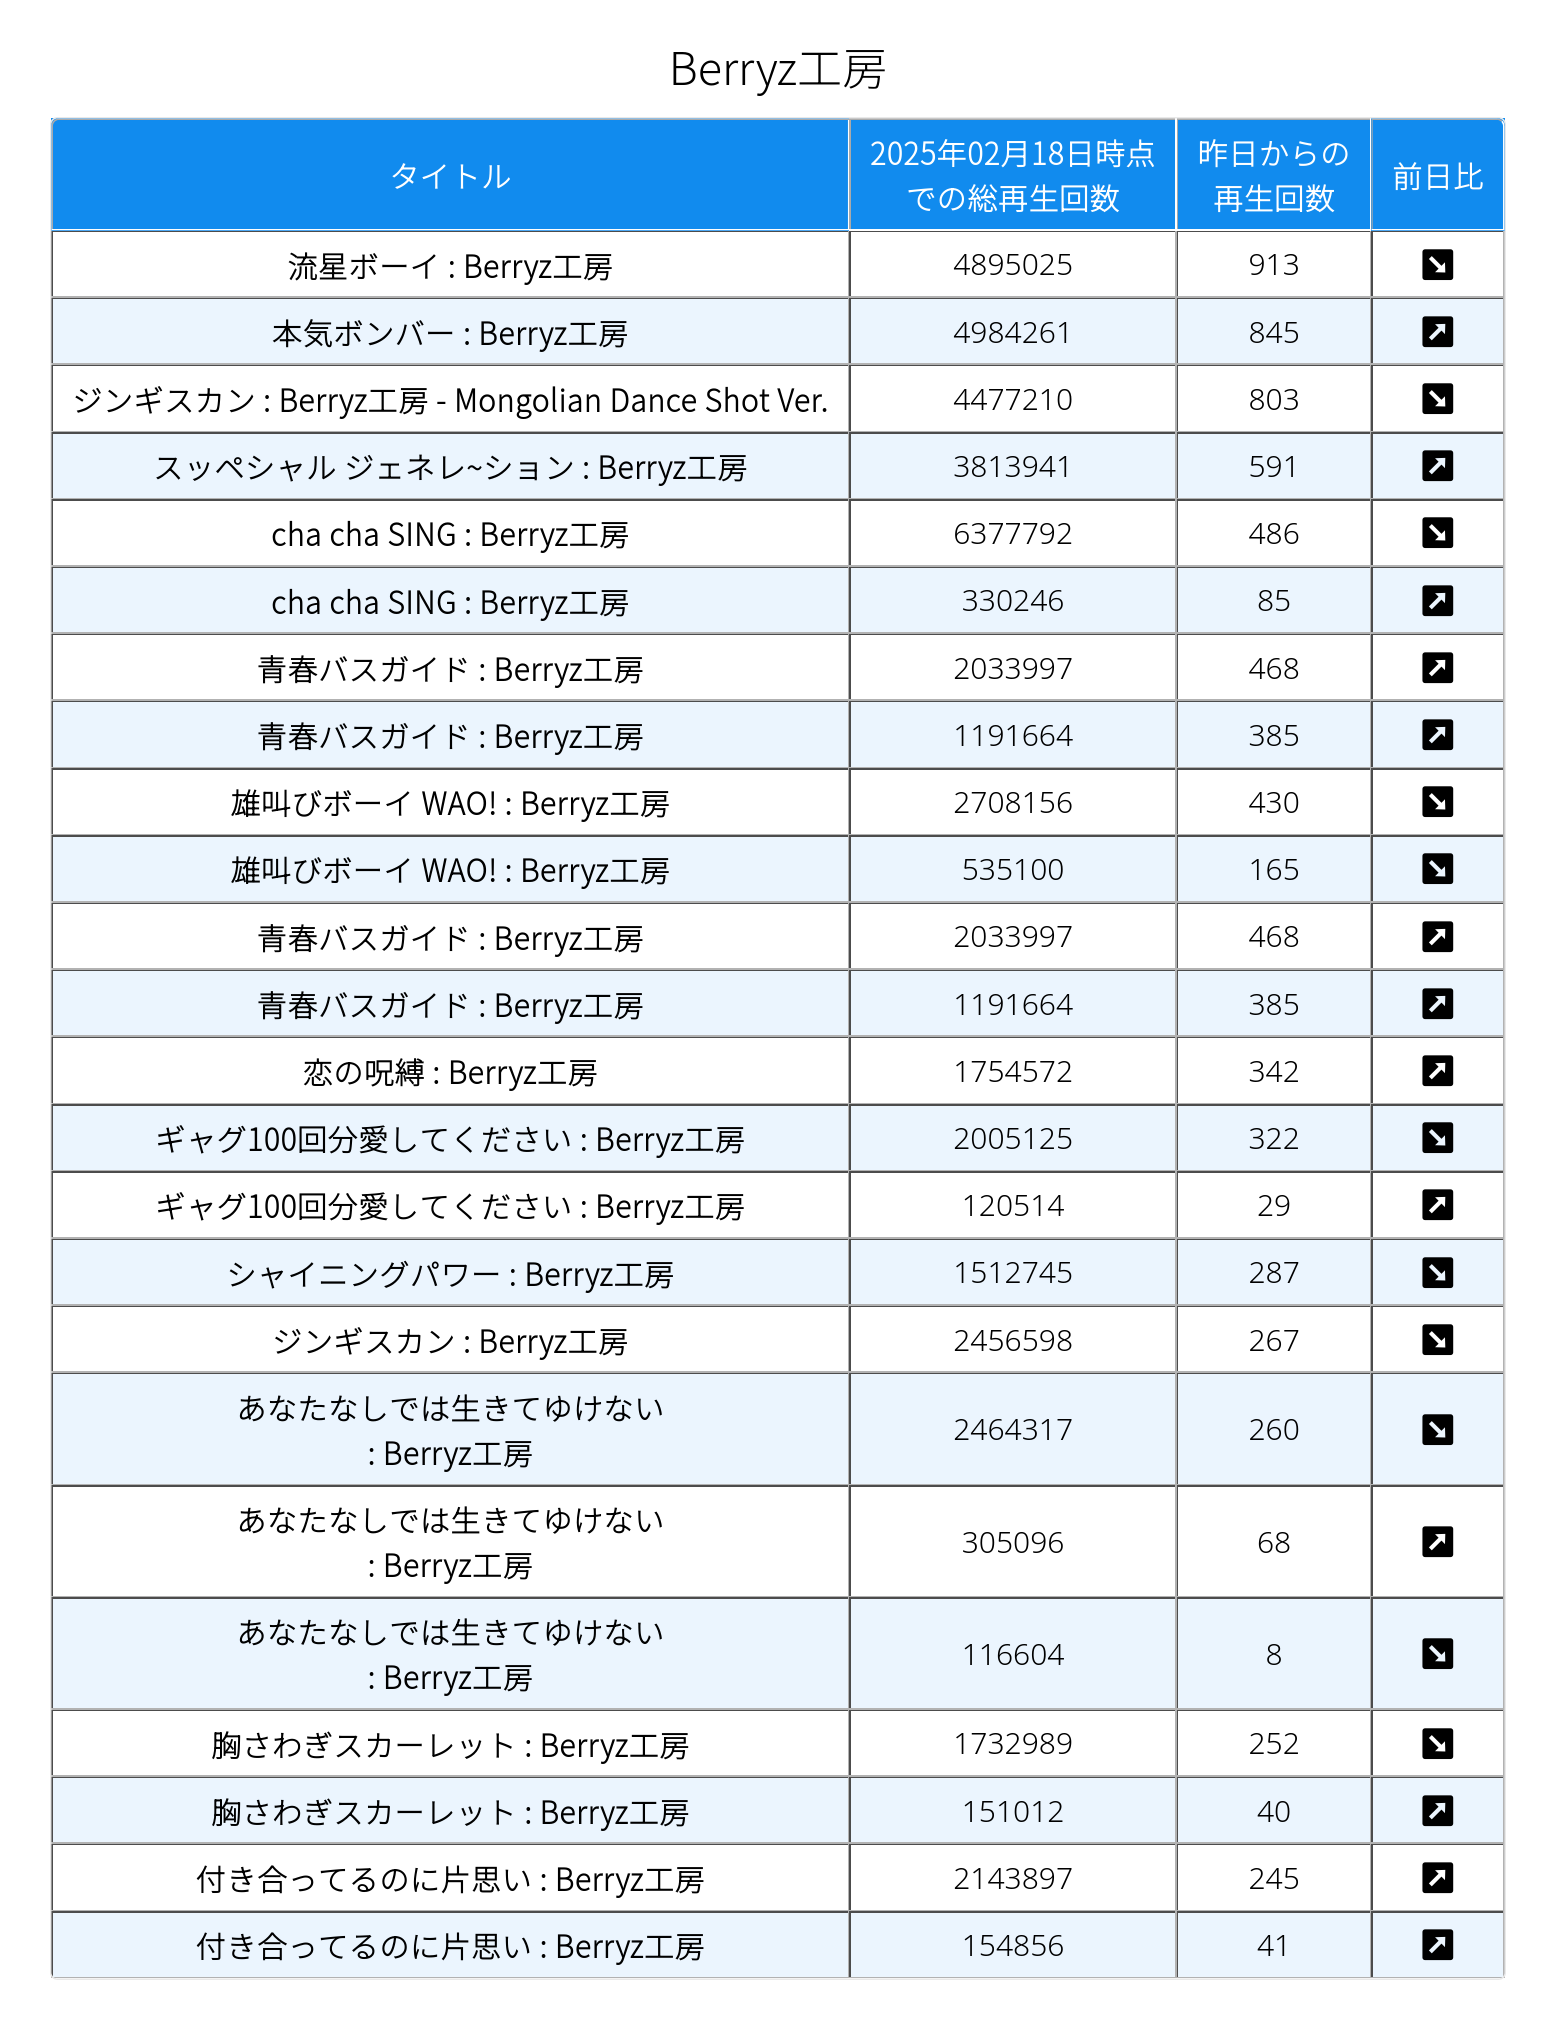 Berryz工房
タイトル 2025年02月18日時点 昨日からの 前日比
での総再生回数 再生回数
流星ボーイ : Berryz工房 4895025 913
本気ボンバー : Berryz工房 4984261 845
ジンギスカン : Berryz工房 - Mongolian Dance Shot Ver. 4477210 803
スッペシャル ジェネレ~ション : Berryz工房 3813941 591
cha cha SING : Berryz工房 6377792 486
cha cha SING : Berryz工房 330246 85
青春バスガイド : Berryz工房 2033997 468
青春バスガイド : Berryz工房 1191664 385
雄叫びボーイ WAO! : Berryz工房 2708156 430
雄叫びボーイ WAO! : Berryz工房 535100 165
青春バスガイド : Berryz工房 2033997 468
青春バスガイド : Berryz工房 1191664 385
恋の呪縛 : Berryz工房 1754572 342
ギャグ100回分愛してください : Berryz工房 2005125 322
ギャグ100回分愛してください : Berryz工房 120514 29
シャイニングパワー : Berryz工房 1512745 287
ジンギスカン : Berryz工房 2456598 267
あなたなしでは生きてゆけない
: Berryz工房 2464317 260
あなたなしでは生きてゆけない
: Berryz工房 305096 68
あなたなしでは生きてゆけない
: Berryz工房 116604 8
胸さわぎスカーレット : Berryz工房 1732989 252
胸さわぎスカーレット : Berryz工房 151012 40
付き合ってるのに片思い : Berryz工房 2143897 245
付き合ってるのに片思い : Berryz工房 154856 41